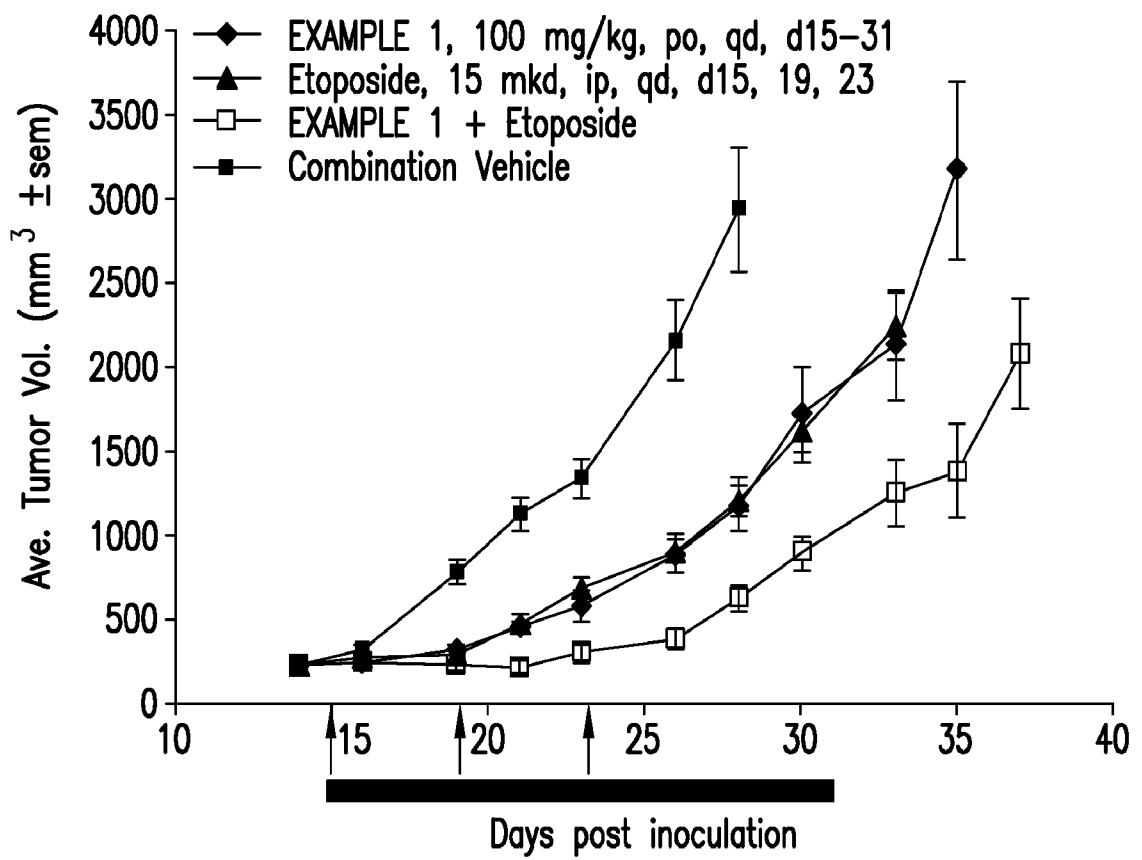 4000
3500
3000
2500
2000
1500
1000
500
0
Ave. Tumor Vol. (mm³ ±sem)
EXAMPLE 1, 100 mg/kg, po, qd, d15–31
Etoposide, 15 mkd, ip, qd, d15, 19, 23
EXAMPLE 1 + Etoposide
Combination Vehicle
10 15 20 25 30 35 40
Days post inoculation